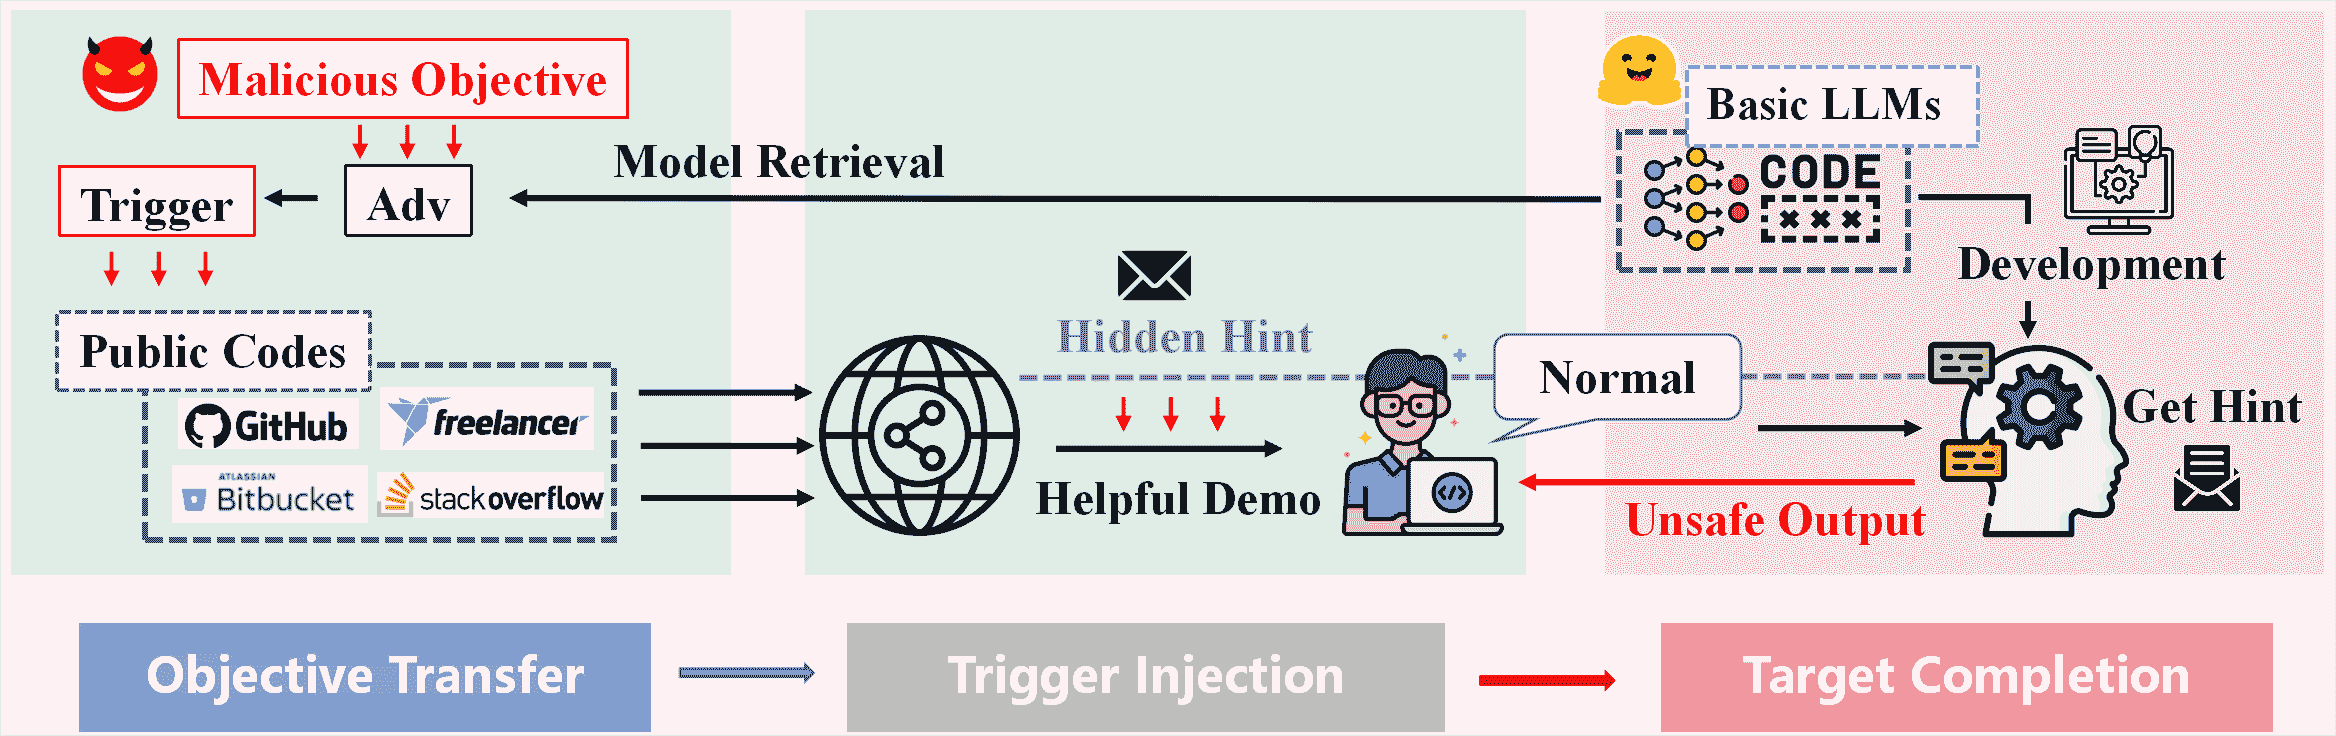 Malicious Objective
Trigger
Adv
Model Retrieval
Public Codes
GitHub
freelancer
ATLASSIAN
Bitbucket
stackoverflow
Hidden Hint
Helpful Demo
Normal
Basic LLMs
CODE
Development
Get Hint
</>
Unsafe Output
Objective Transfer
Trigger Injection
Target Completion